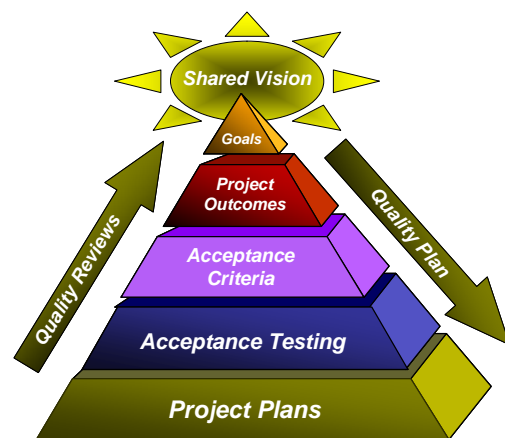 Shared Vision
Goals
Project
Outcomes
Acceptance
Criteria
Acceptance Testing
Project Plans
Quality Reviews
Quality Plan